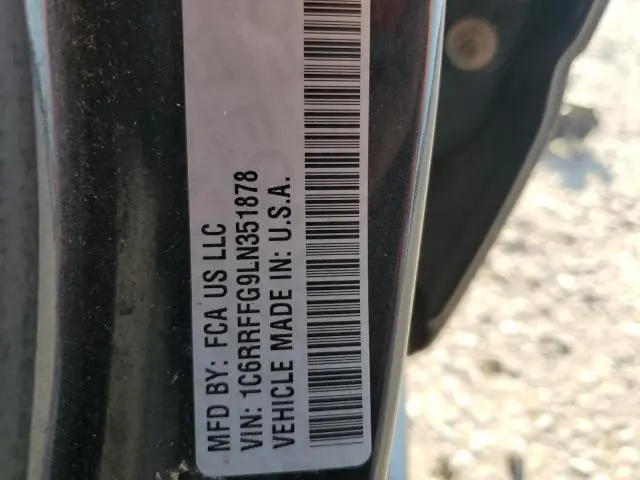 MFD BY: FCA US LLC
VIN: 1C6RRFFG9LN351878
VEHICLE MADE IN: U.S.A.